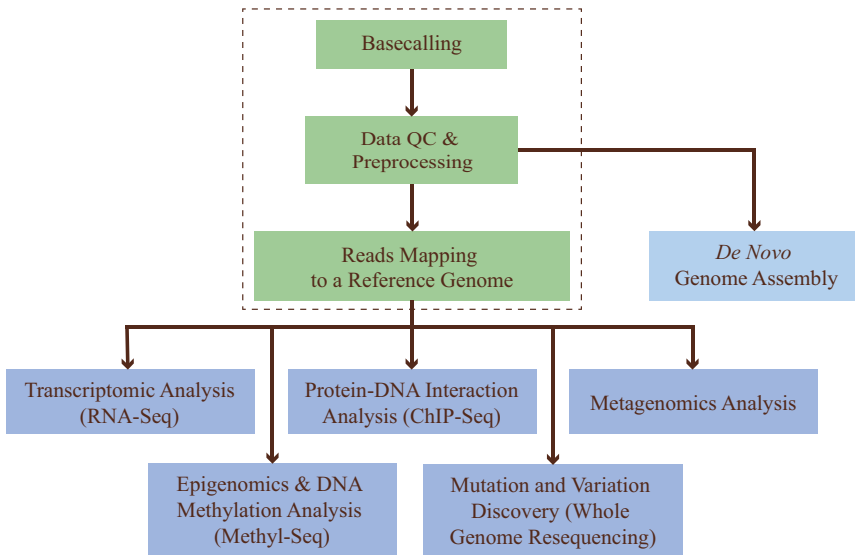 Basecalling
Data QC &
Preprocessing
Reads Mapping
to a Reference Genome
De Novo
Genome Assembly
Transcriptomic Analysis
(RNA-Seq)
Protein-DNA Interaction
Analysis (ChIP-Seq)
Metagenomics Analysis
Epigenomics & DNA
Methylation Analysis
(Methyl-Seq)
Mutation and Variation
Discovery (Whole
Genome Resequencing)